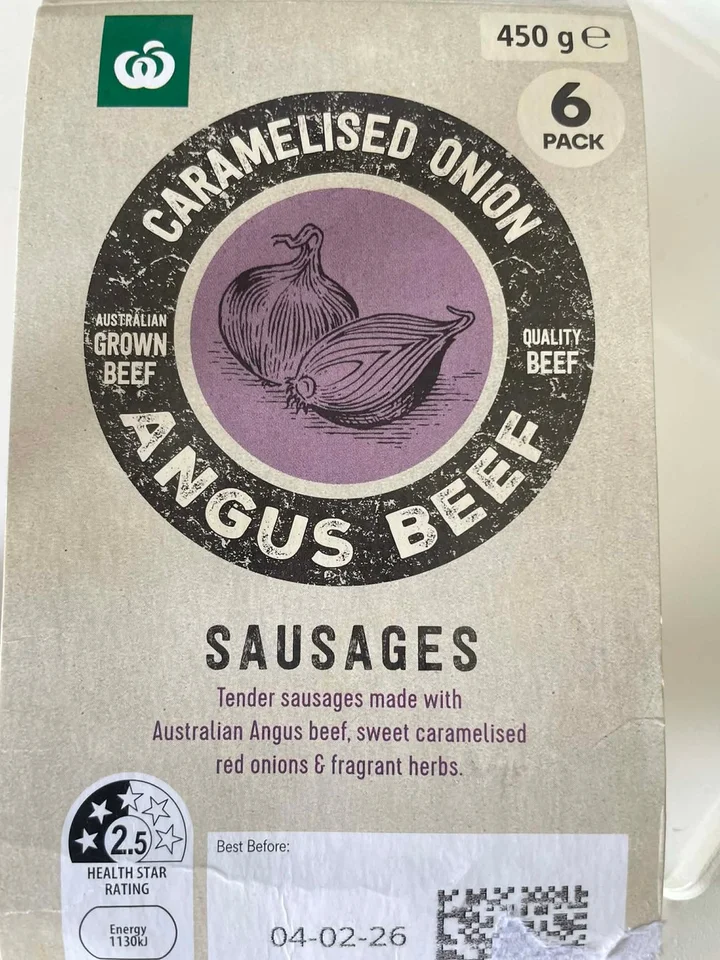 450 g ℮
6
PACK
CARAMELISED ONION
AUSTRALIAN
GROWN
BEEF
QUALITY
BEEF
ANGUS BEEF
SAUSAGES
Tender sausages made with
Australian Angus beef, sweet caramelised
red onions & fragrant herbs.
2.5
HEALTH STAR
RATING
Energy
1130kJ
Best Before:
04-02-26